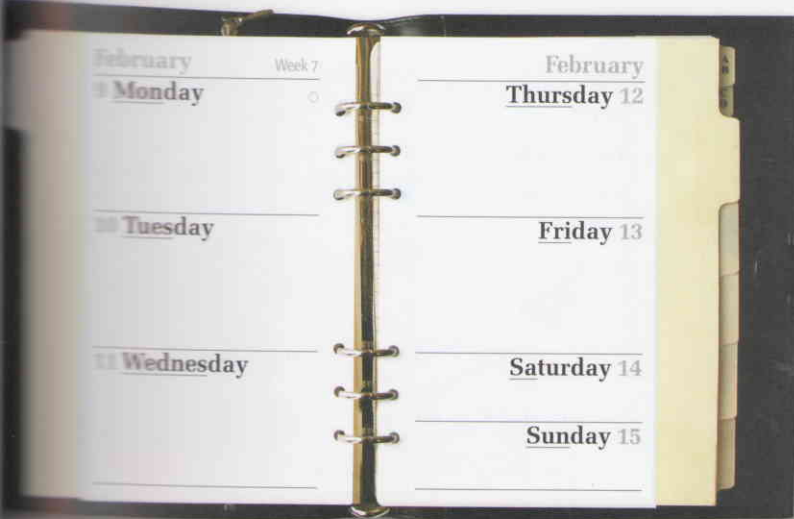 February
Week 7
9 Monday
10 Tuesday
11 Wednesday
February
Thursday 12
Friday 13
Saturday 14
Sunday 15